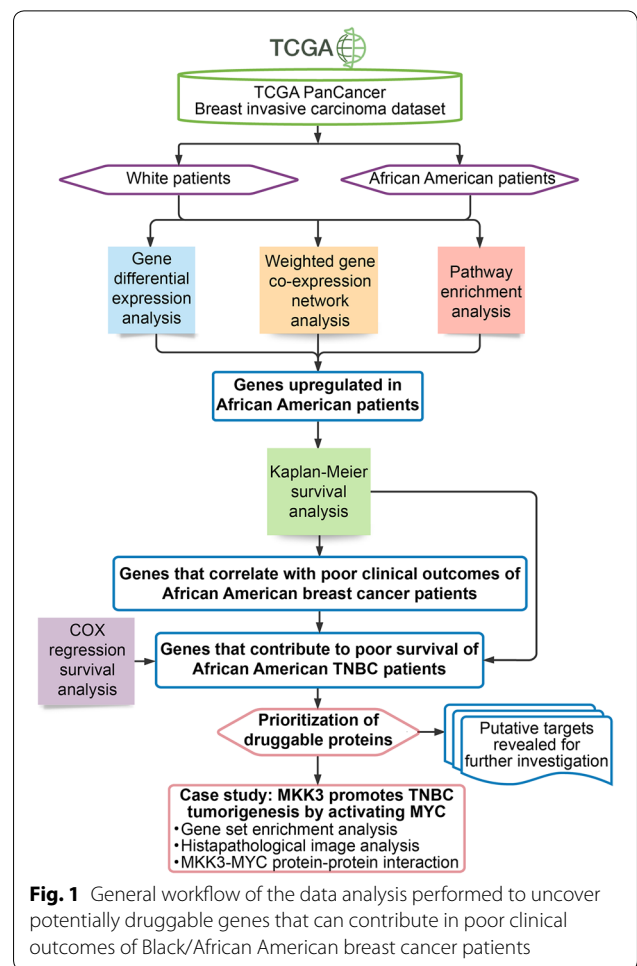 TCGA
TCGA PanCancer
Breast invasive carcinoma dataset
White patients
African American patients
Gene
differential
expression
analysis
Weighted gene
co-expression
network
analysis
Pathway
enrichment
analysis
Genes upregulated in
African American patients
Kaplan-Meier
survival
analysis
Genes that correlate with poor clinical outcomes of
African American breast cancer patients
COX
regression
survival
analysis
Genes that contribute to poor survival of
African American TNBC patients
Prioritization of
druggable proteins
Putative targets
revealed for
further investigation
Case study: MKK3 promotes TNBC
tumorigenesis by activating MYC
•Gene set enrichment analysis
•Histapathological image analysis
•MKK3-MYC protein-protein interaction
Fig. 1 General workflow of the data analysis performed to uncover
potentially druggable genes that can contribute in poor clinical
outcomes of Black/African American breast cancer patients